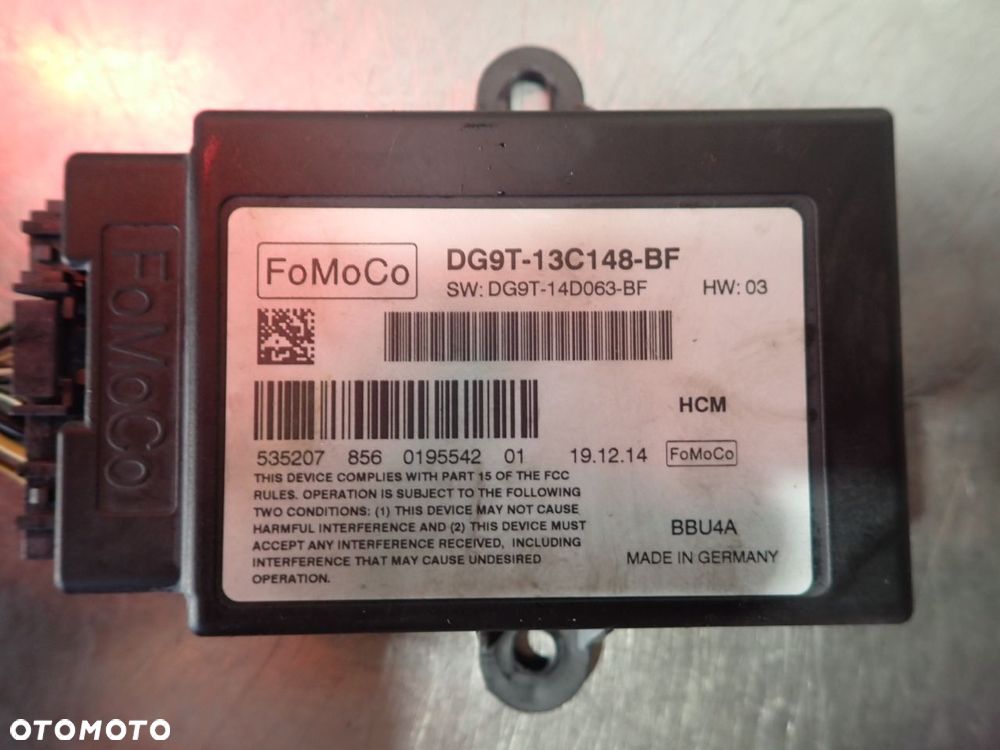 FoMoCo
FoMoCo
DG9T-13C148-BF
SW: DG9T-14D063-BF
HW: 03
HCM
535207 856 0195542 01
19.12.14
FoMoCo
THIS DEVICE COMPLIES WITH PART 15 OF THE FCC
RULES. OPERATION IS SUBJECT TO THE FOLLOWING
TWO CONDITIONS: (1) THIS DEVICE MAY NOT CAUSE
HARMFUL INTERFERENCE AND (2) THIS DEVICE MUST
ACCEPT ANY INTERFERENCE RECEIVED, INCLUDING
INTERFERENCE THAT MAY CAUSE UNDESIRED
OPERATION.
BBU4A
MADE IN GERMANY
OTOMOTO